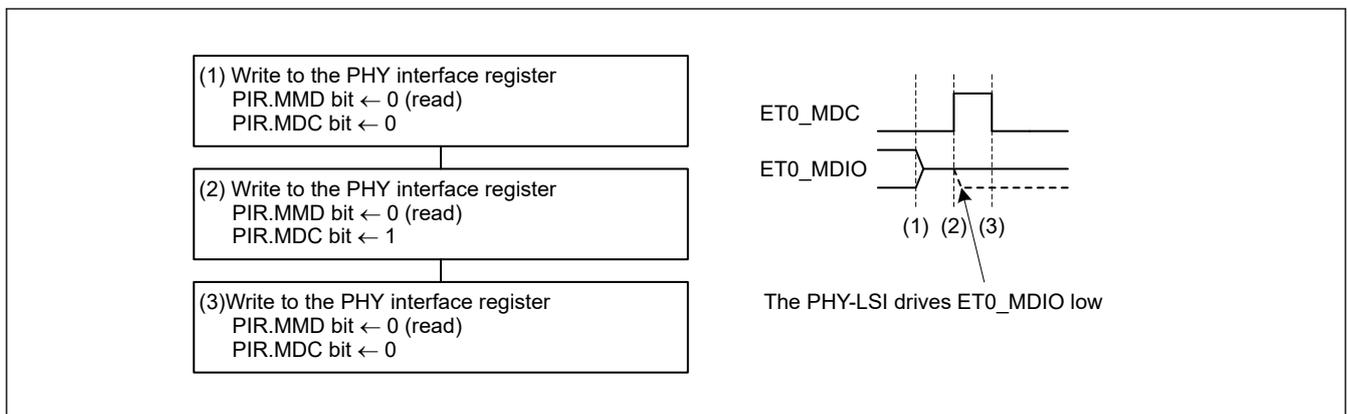 (1) Write to the PHY interface register
PIR.MMD bit ← 0 (read)
PIR.MDC bit ← 0
(2) Write to the PHY interface register
PIR.MMD bit ← 0 (read)
PIR.MDC bit ← 1
(3)Write to the PHY interface register
PIR.MMD bit ← 0 (read)
PIR.MDC bit ← 0
ET0_MDC
ET0_MDIO
(1) (2) (3)
The PHY-LSI drives ET0_MDIO low